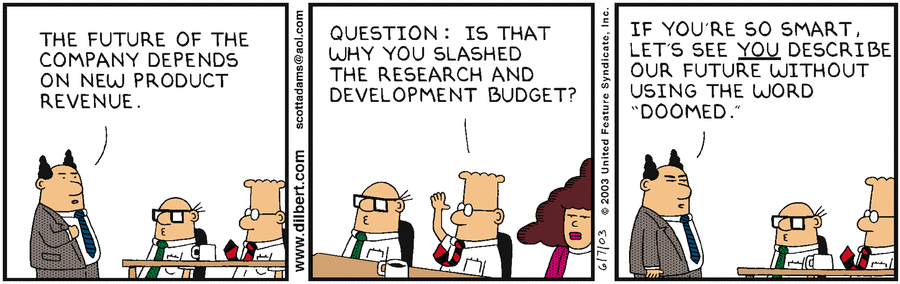 THE FUTURE OF THE
COMPANY DEPENDS
ON NEW PRODUCT
REVENUE.
www.dilbert.com
scottadams@aol.com
QUESTION: IS THAT
WHY YOU SLASHED
THE RESEARCH AND
DEVELOPMENT BUDGET?
6/7/03 © 2003 United Feature Syndicate, Inc.
IF YOU'RE SO SMART,
LET'S SEE YOU DESCRIBE
OUR FUTURE WITHOUT
USING THE WORD
"DOOMED."